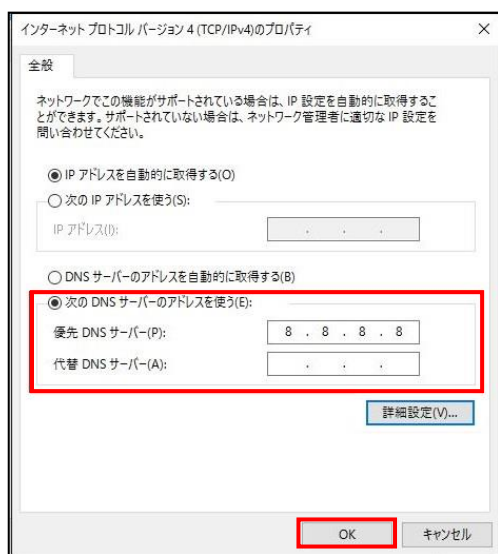 インターネット プロトコル バージョン 4 (TCP/IPv4)のプロパティ
全般
ネットワークでこの機能がサポートされている場合は、IP 設定を自動的に取得するこ
とができます。サポートされていない場合は、ネットワーク管理者に適切な IP 設定を
問い合わせてください。
IP アドレスを自動的に取得する(O)
次の IP アドレスを使う(S):
IP アドレス(I):
DNS サーバーのアドレスを自動的に取得する(B)
次の DNS サーバーのアドレスを使う(E):
優先 DNS サーバー(P): 8 . 8 . 8 . 8
代替 DNS サーバー(A):
詳細設定(V)...
OK キャンセル